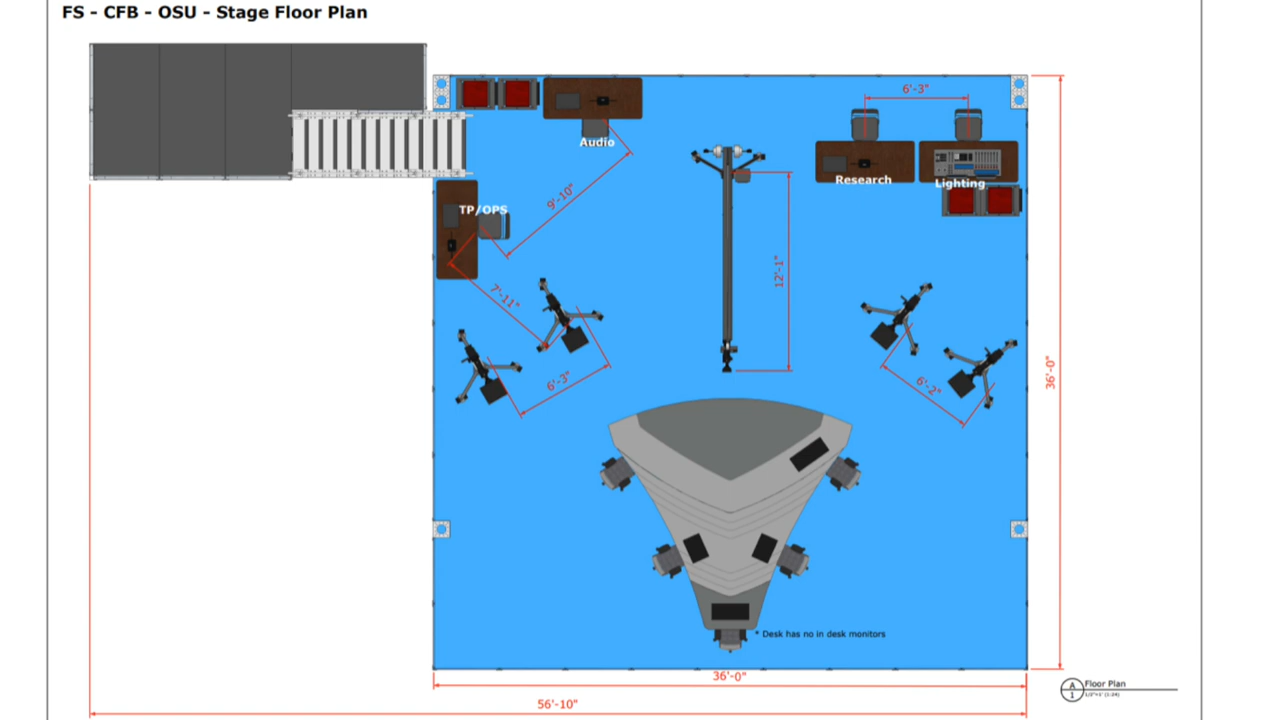 FS - CFB - OSU - Stage Floor Plan
6'-3"
Audio
Research
Lighting
TP/OPS
9'-10"
12'-1"
7'-11"
6'-3"
6'-2"
36'-0"
* Desk has no in desk monitors
36'-0"
56'-10"
A
1
Floor Plan